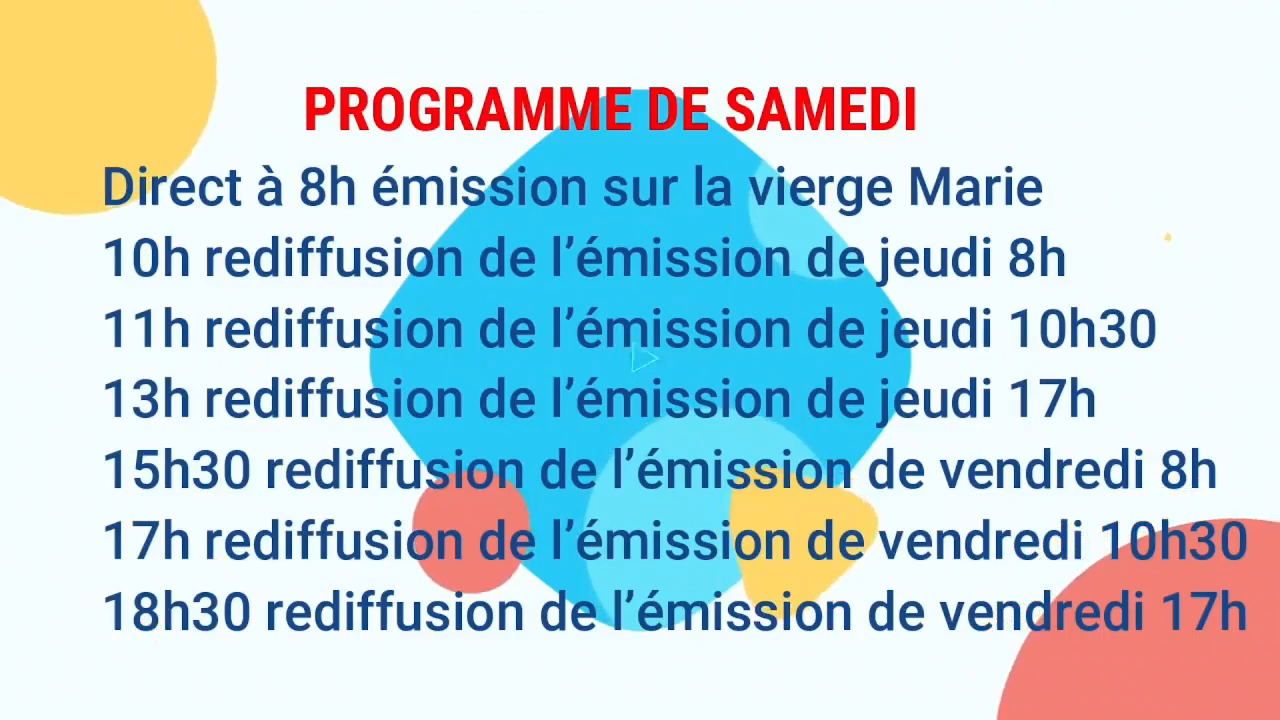 PROGRAMME DE SAMEDI
Direct à 8h émission sur la vierge Marie
10h rediffusion de l’émission de jeudi 8h
11h rediffusion de l’émission de jeudi 10h30
13h rediffusion de l’émission de jeudi 17h
15h30 rediffusion de l’émission de vendredi 8h
17h rediffusion de l’émission de vendredi 10h30
18h30 rediffusion de l’émission de vendredi 17h